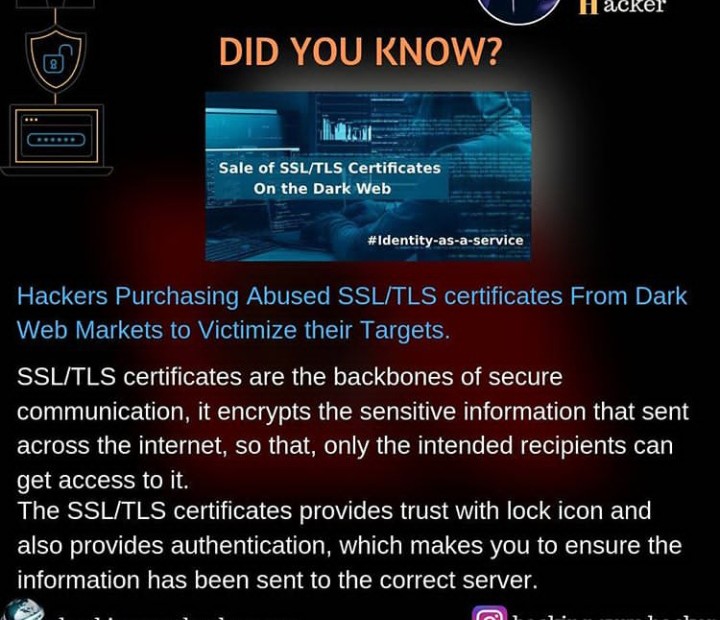 Hacker
DID YOU KNOW?
Sale of SSL/TLS Certificates
On the Dark Web
#Identity-as-a-service
Hackers Purchasing Abused SSL/TLS certificates From Dark
Web Markets to Victimize their Targets.
SSL/TLS certificates are the backbones of secure
communication, it encrypts the sensitive information that sent
across the internet, so that, only the intended recipients can
get access to it.
The SSL/TLS certificates provides trust with lock icon and
also provides authentication, which makes you to ensure the
information has been sent to the correct server.